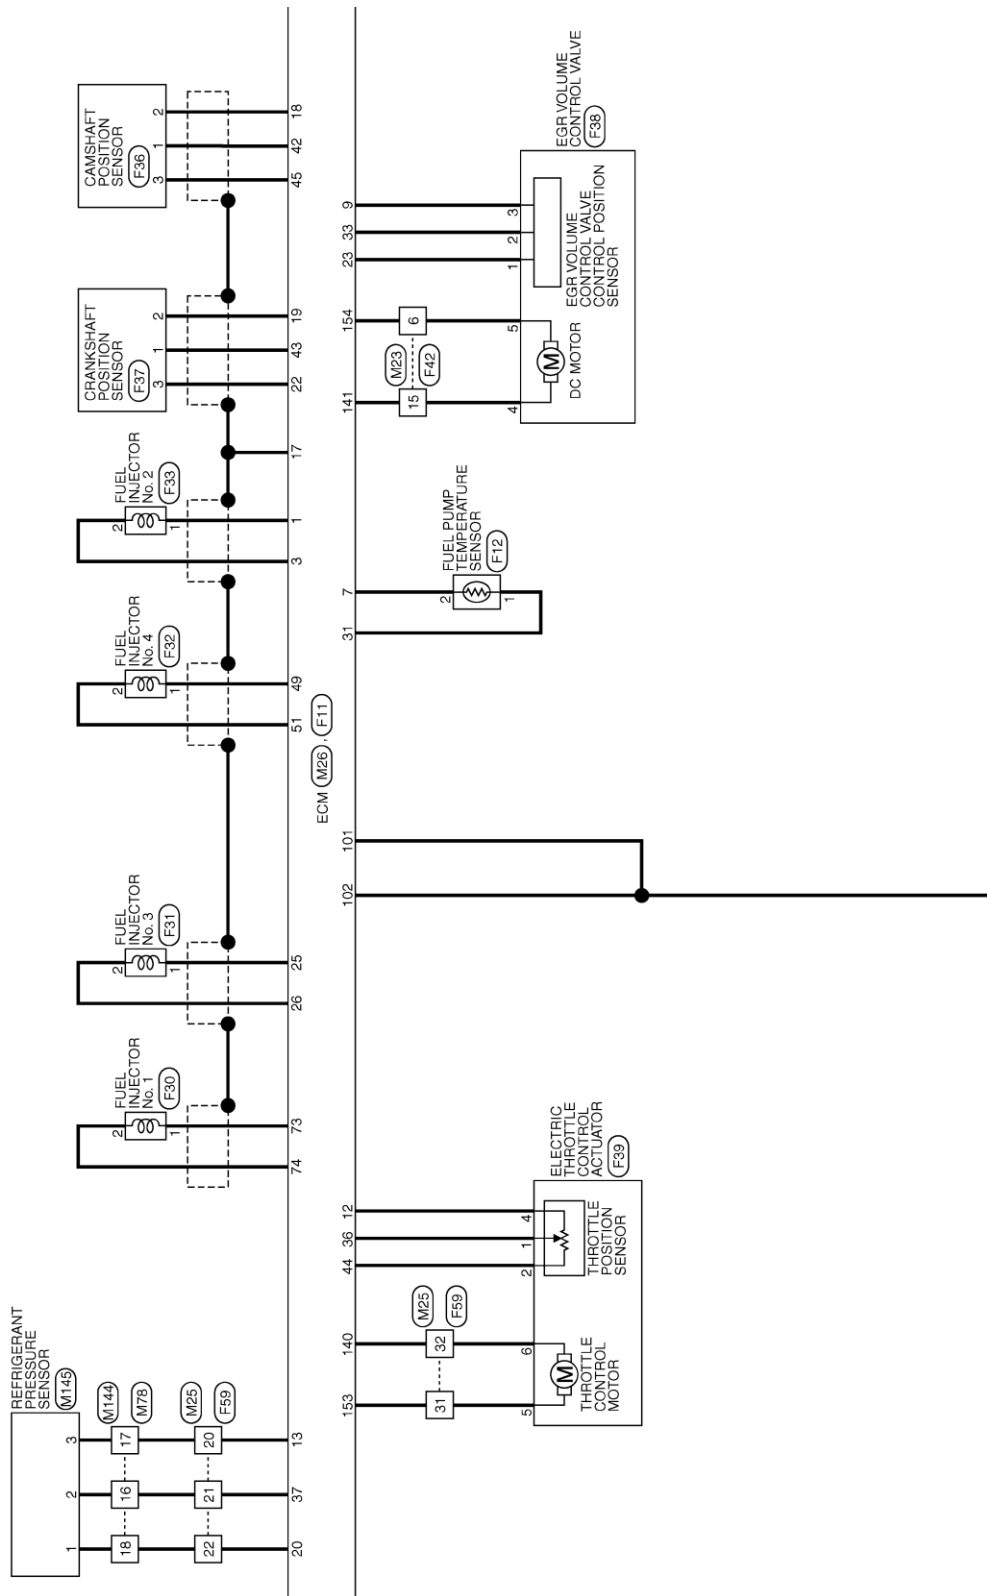 REFRIGERANT
PRESSURE
SENSOR
M145
1 2 3
18 16 17
M144
M78
22 21 20
M25
F59
20 37 13
FUEL
INJECTOR
No. 1
F30
2
1
74 73
FUEL
INJECTOR
No. 3
F31
2
1
26 25
FUEL
INJECTOR
No. 4
F32
2
1
51 49
FUEL
INJECTOR
No. 2
F33
2
1
3 1
17
CRANKSHAFT
POSITION
SENSOR
F37
3 1 2
22 43 19
CAMSHAFT
POSITION
SENSOR
F36
3 1 2
45 42 18
ECM M26 , F11
153 140 44 36 12
31 32
M25
F59
5 6 2 1 4
M
THROTTLE
CONTROL
MOTOR
THROTTLE
POSITION
SENSOR
ELECTRIC
THROTTLE
CONTROL
ACTUATOR
F39
102 101
31 7
FUEL PUMP
TEMPERATURE
SENSOR
F12
2
1
141 154 23 33 9
15 6
M23
F42
4 5 1 2 3
M
DC MOTOR
EGR VOLUME
CONTROL VALVE
CONTROL POSITION
SENSOR
EGR VOLUME
CONTROL VALVE
F38